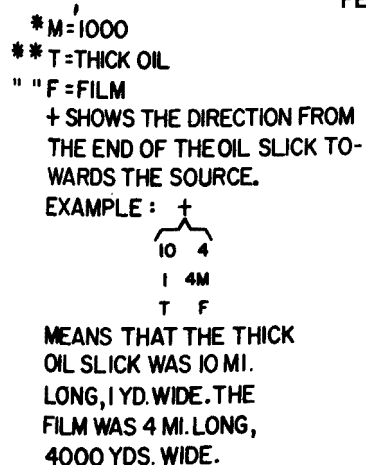 PE
*M=1000
**T=THICK OIL
" "F=FILM
+ SHOWS THE DIRECTION FROM
THE END OF THE OIL SLICK TO-
WARDS THE SOURCE.
EXAMPLE: +
10 4
1 4M
T F
MEANS THAT THE THICK
OIL SLICK WAS 10 MI.
LONG, 1 YD. WIDE. THE
FILM WAS 4 MI. LONG,
4000 YDS. WIDE.